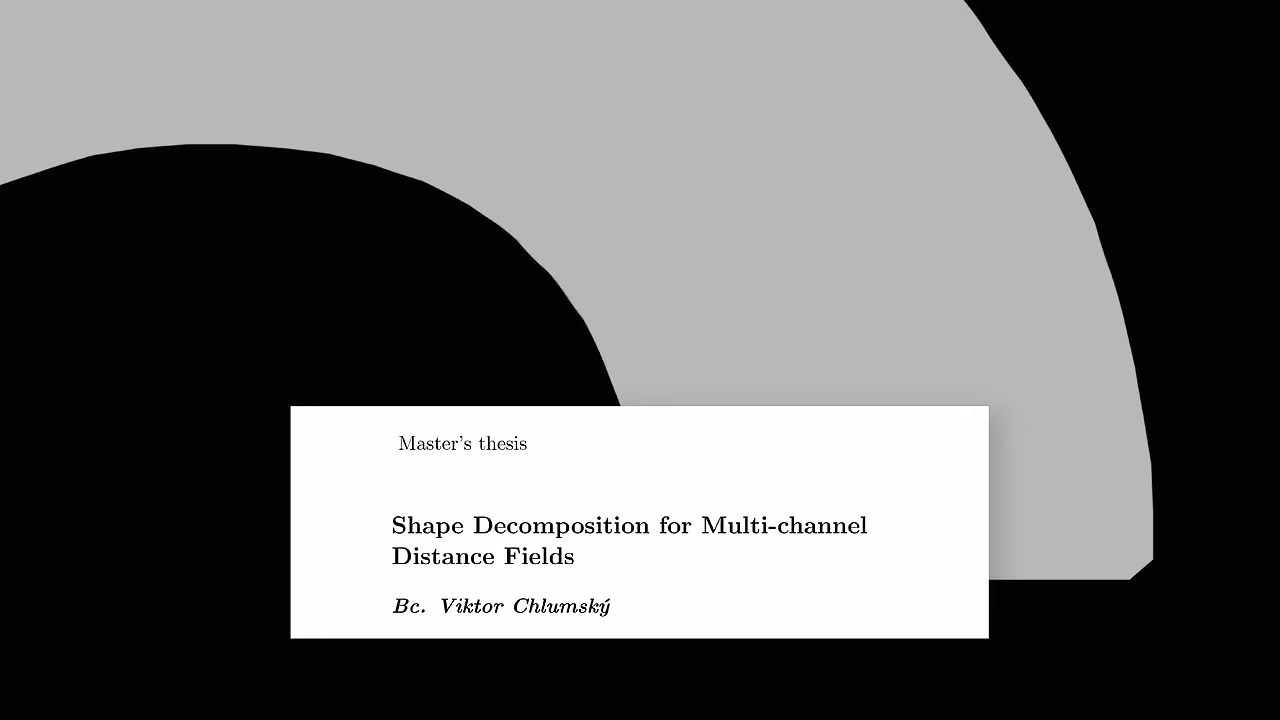 Master's thesis
Shape Decomposition for Multi-channel
Distance Fields
Bc. Viktor Chlumský